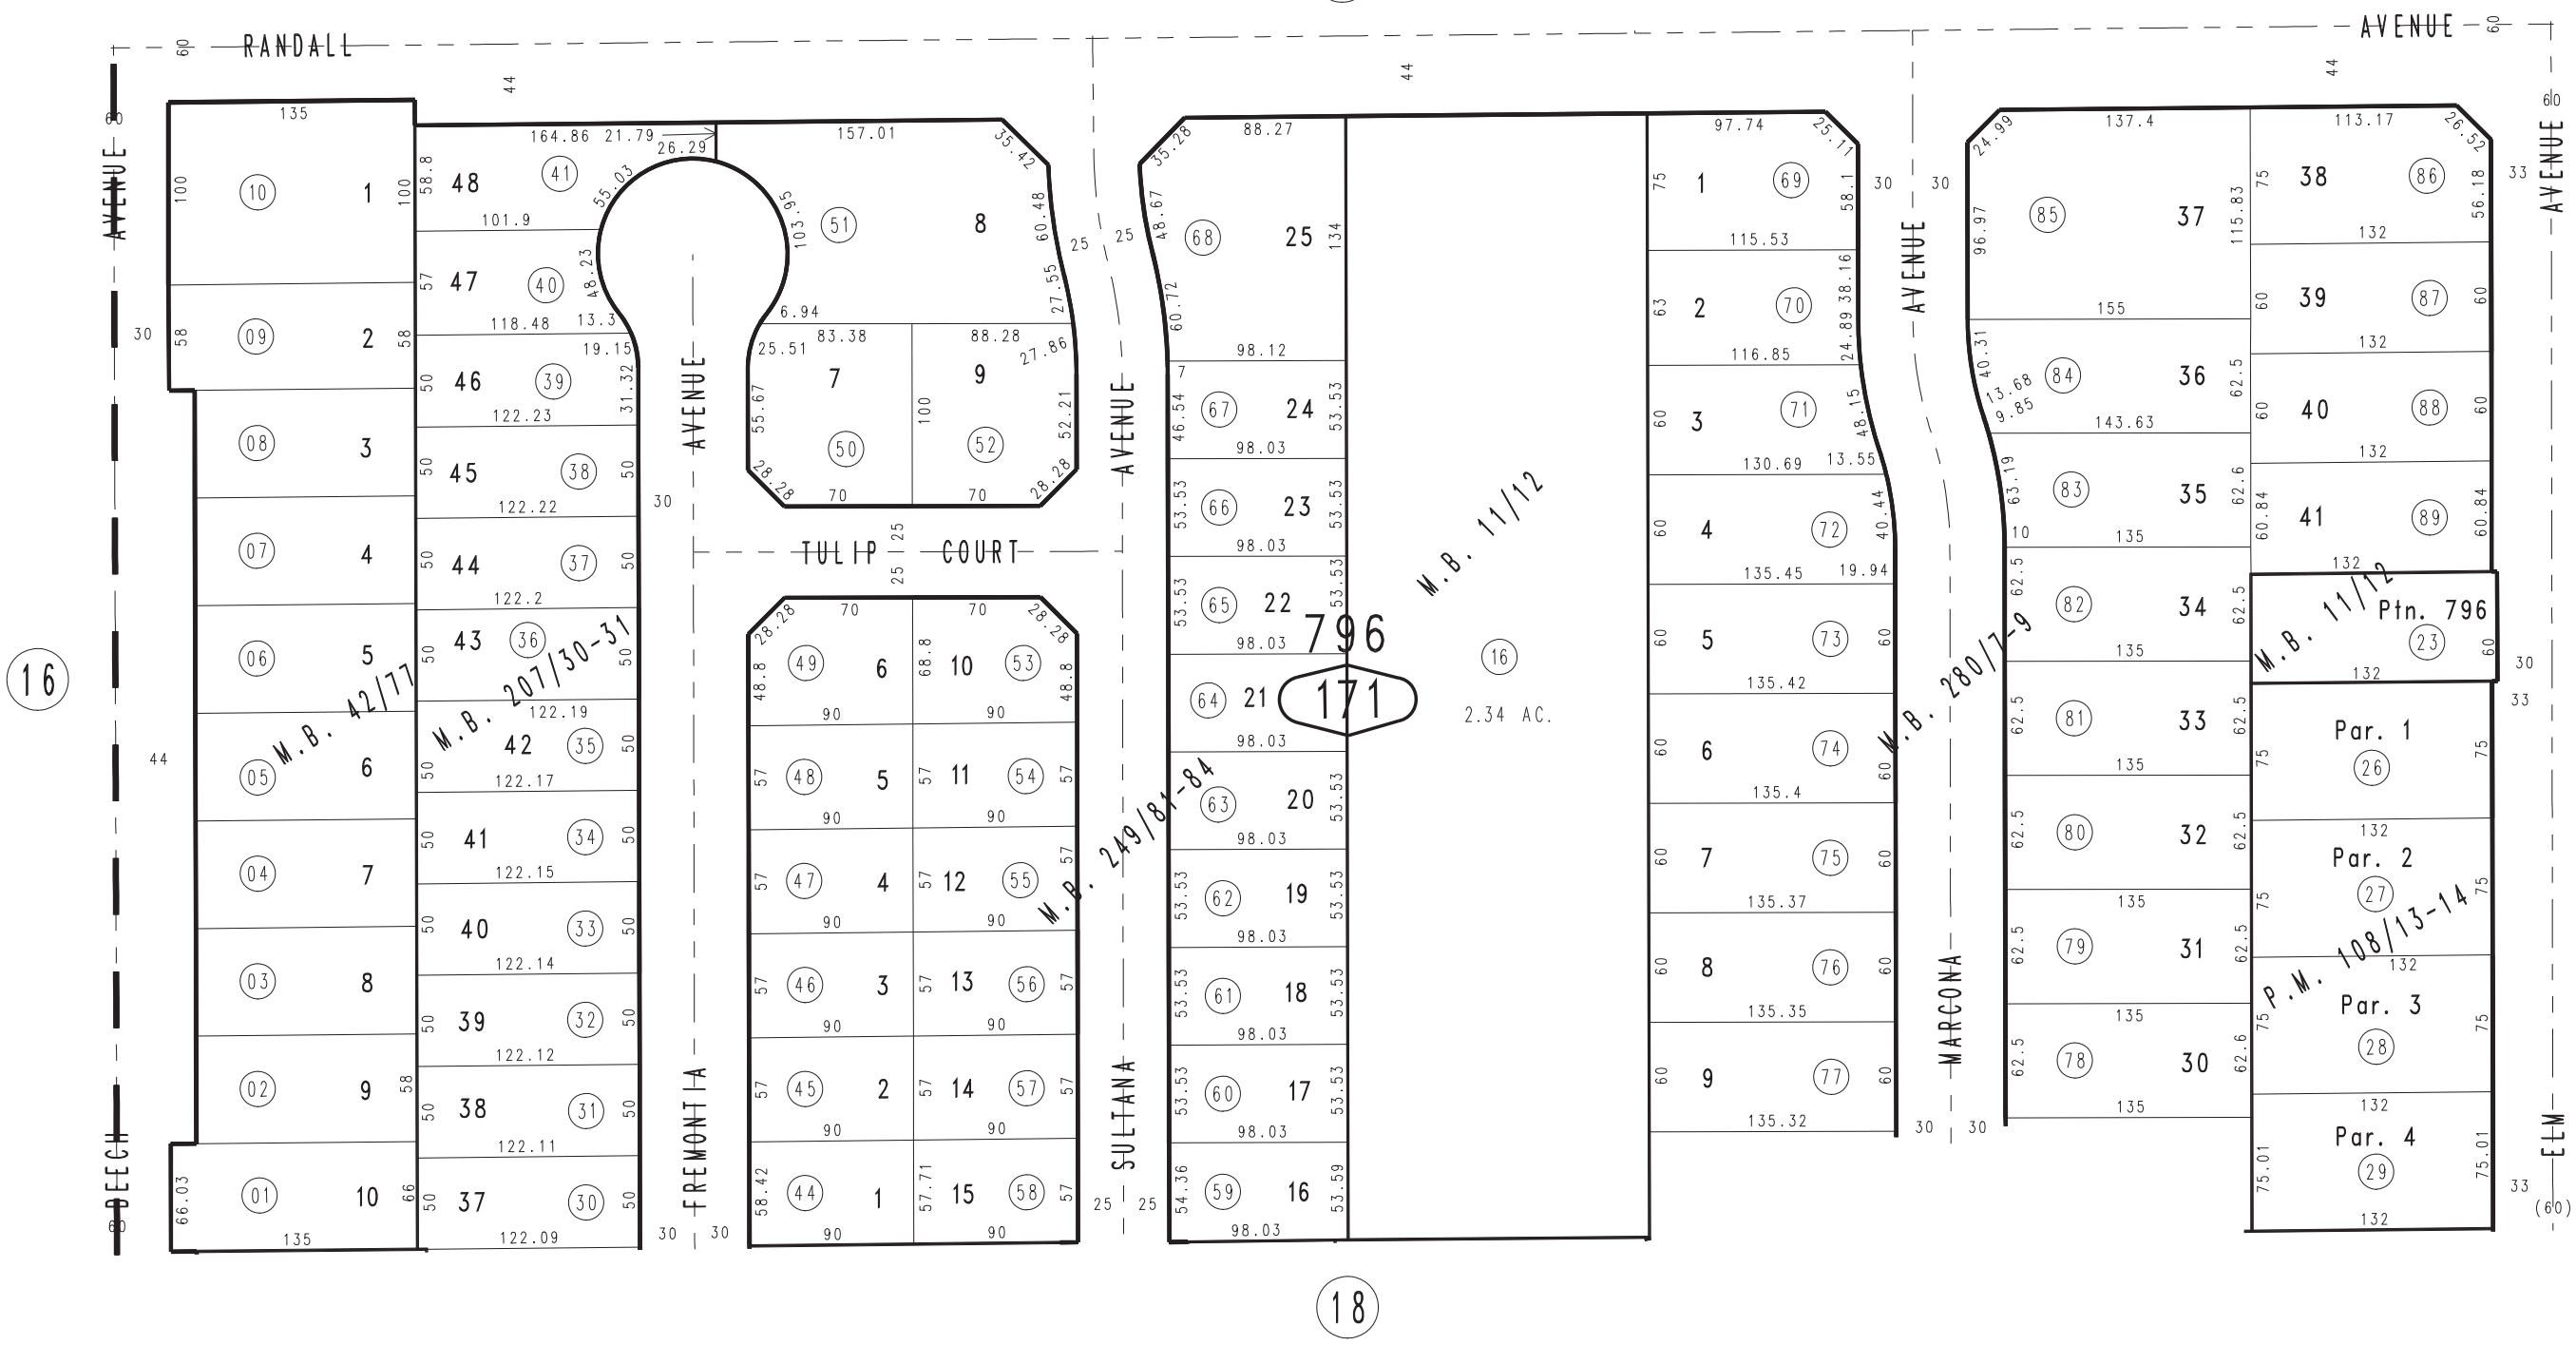 RANDALL AVENUE
60 44 44 44 60
60 60
135 164.86 21.79 26.29 157.01 35.42 35.28 88.27 97.74 25.11 24.99 137.4 113.17 26.52
AVENUE AVENUE
100 10 1 100 58.8 48 41 55.03
101.9
103.95 51 8 60.48 27.55
25 25
48.67 68 25 134 60.72
98.12
75 1 69 58.1
115.53
30 30
96.97 85 37 115.83
155
75 38 86 56.18
132
33
30 58 09 2 58
57 47 40 48.23
118.48 13.3
6.94
63 2 70 38.16 24.89
116.85
60 39 87 60
132
50 46 39 19.15 31.32
122.23
25.51 83.38 88.28 27.86
55.67 7 50 100 9 52 52.21
28.28 70 70 28.28
7 46.54 67 24 53.53
98.03
60 3 71 48.15
130.69 13.55
40.31 13.68 9.85 84 36 62.5
143.63
60 40 88 60
132
08 3
50 45 38 50
122.22
30
53.53 66 23 53.53
98.03
M.B. 11/12
60 4 72 40.44
135.45 19.94
63.19 83 35 62.6
10 135
60.84 41 89 60.84
132
07 4
50 44 37 50
122.2
TULIP COURT
25 25
53.53 65 22 53.53
98.03
796
171
16
2.34 AC.
60 5 73 60
135.42
62.5 82 34 62.5
135
M.B. 11/12
Ptn. 796
23 60
132
30
06 5
50 43 36 50
122.19
M.B. 42/77
M.B. 207/30-31
28.28 70 70 28.28
48.8 49 6 68.8 10 53 48.8
90 90
64 21
98.03
60 6 74 60
135.4
M.B. 280/7-9
62.5 81 33 62.5
135
33
Par. 1
75 26 75
132
16
44
05 6
50 42 35 50
122.17
57 48 5 57 11 54 57
90 90
M.B. 249/81-84
63 20 53.53
98.03
60 7 75 60
135.37
62.5 80 32 62.5
135
Par. 2
75 27 75
132
P.M. 108/13-14
04 7
50 41 34 50
122.15
57 47 4 57 12 55 57
90 90
53.53 62 19 53.53
98.03
60 8 76 60
135.35
62.5 79 31 62.5
135
Par. 3
75 28 75
132
03 8
50 40 33 50
122.14
57 46 3 57 13 56 57
90 90
53.53 61 18 53.53
98.03
60 9 77 60
135.32
62.5 78 30 62.6
135
Par. 4
75.01 29 75.01
132
02 9 58
50 39 32 50
122.12
57 45 2 57 14 57 57
90 90
53.53 60 17 53.53
98.03
30 30
50 38 31 50
122.11
66.03 01 10 66
135
50 37 30 50
122.09
58.42 44 1 57.71 15 58 57
90 90
54.36 59 16 53.59
98.03
30 30
25 25
33
(60)
60
BEECH
FREMONTIA AVENUE
SULTANA AVENUE
MARCONA AVENUE
ELM
18